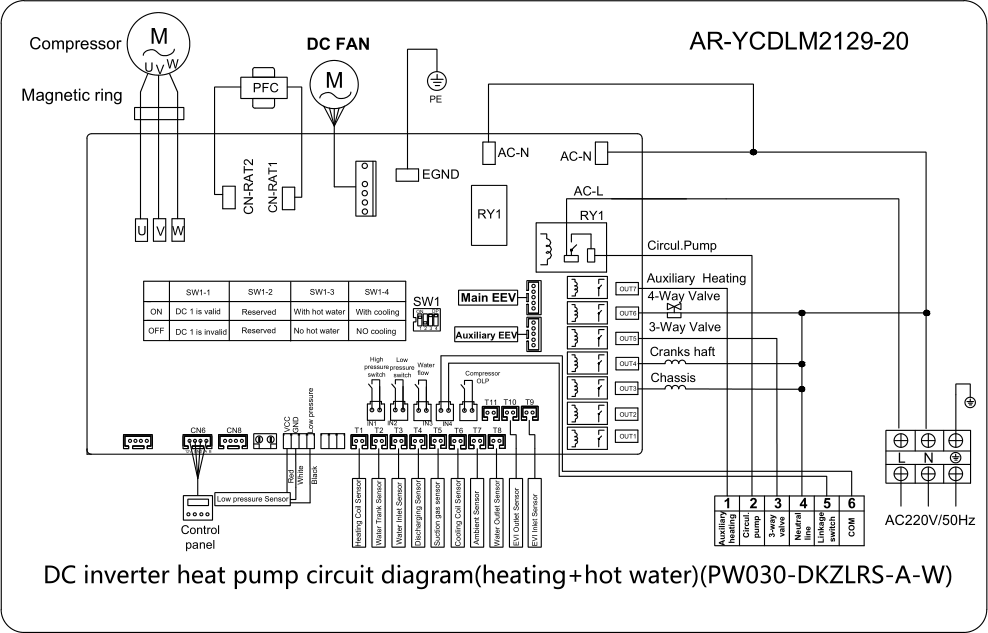 AR-YCDLM2129-20
Compressor
M
U V W
Magnetic ring
DC FAN
M
PFC
PE
CN-RAT2
CN-RAT1
EGND
AC-N
AC-N
AC-L
RY1
RY1
U V W
Circul.Pump
Auxiliary Heating
4-Way Valve
3-Way Valve
Cranks haft
Chassis
OUT7
OUT6
OUT5
OUT4
OUT3
OUT2
OUT1
SW1-1 SW1-2 SW1-3 SW1-4
ON DC 1 is valid Reserved With hot water With cooling
OFF DC 1 is invalid Reserved No hot water NO cooling
SW1
ON
1 2 3 4
Main EEV
Auxiliary EEV
High pressure switch
Low pressure switch
Water flow
Compressor OLP
IN1 IN2 IN3 IN4
T11 T10 T9
CN6
CN8
VCC
GND
Low pressure
T1 T2 T3 T4 T5 T6 T7 T8
Red
White
Black
Low pressure Sensor
Control
panel
Heating Coil Sensor
Water Trank Sensor
Water Inlet Sensor
Discharging Sensor
Suction gas sensor
Cooling Coil Sensor
Ambient Sensor
Water Outlet Sensor
EVI Outlet Sensor
EVI Inlet Sensor
1 2 3 4 5 6
Auxiliary heating
Circul. pump
3-way valve
Neutral line
Linkage switch
COM
L N
AC220V/50Hz
DC inverter heat pump circuit diagram(heating+hot water)(PW030-DKZLRS-A-W)